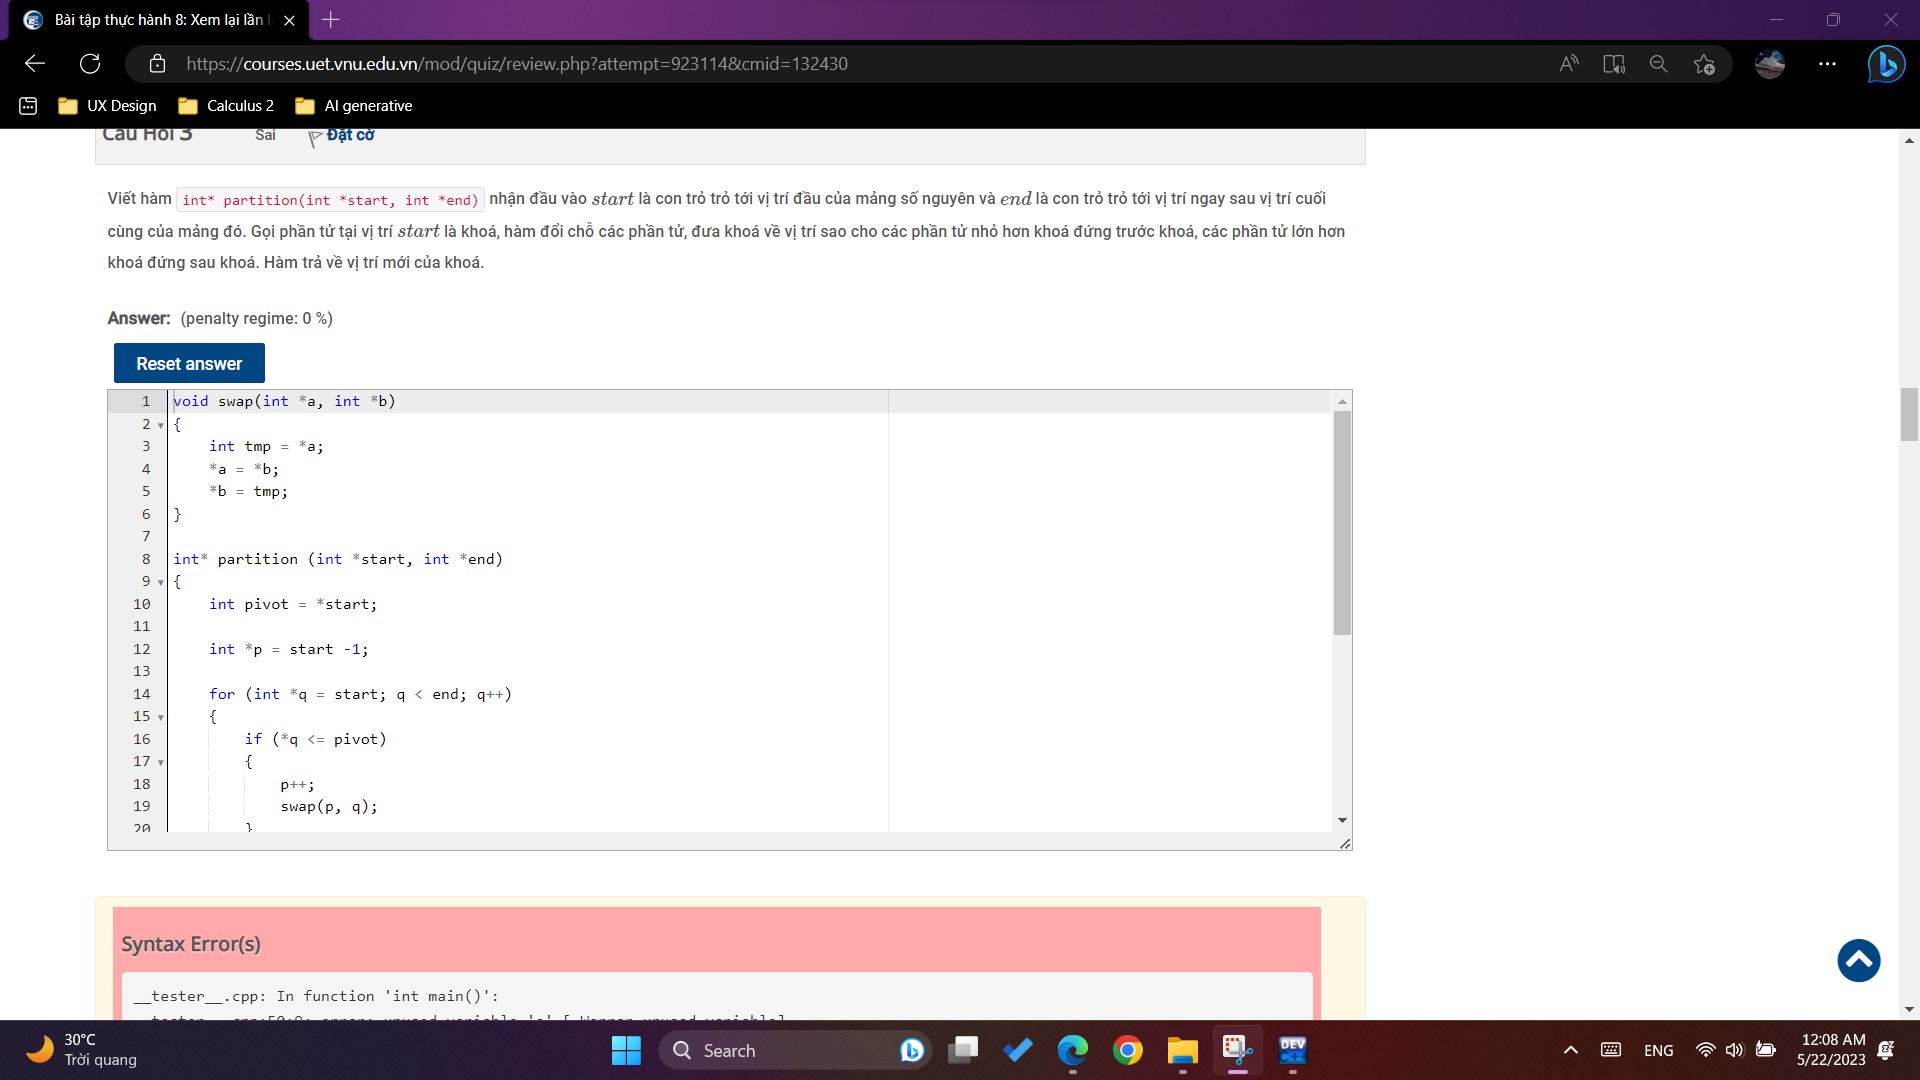 Bài tập thực hành 8: Xem lại lần l
https://courses.uet.vnu.edu.vn/mod/quiz/review.php?attempt=923114&cmid=132430
UX Design
Calculus 2
AI generative
Câu Hỏi 3
Sai
Đặt cờ
Viết hàm int* partition(int *start, int *end) nhận đầu vào start là con trỏ trỏ tới vị trí đầu của mảng số nguyên và end là con trỏ trỏ tới vị trí ngay sau vị trí cuối
cùng của mảng đó. Gọi phần tử tại vị trí start là khoá, hàm đổi chỗ các phần tử, đưa khoá về vị trí sao cho các phần tử nhỏ hơn khoá đứng trước khoá, các phần tử lớn hơn
khoá đứng sau khoá. Hàm trả về vị trí mới của khoá.
Answer: (penalty regime: 0 %)
Reset answer
1 void swap(int *a, int *b)
2 {
3 int tmp = *a;
4 *a = *b;
5 *b = tmp;
6 }
7
8 int* partition (int *start, int *end)
9 {
10 int pivot = *start;
11
12 int *p = start -1;
13
14 for (int *q = start; q < end; q++)
15 {
16 if (*q <= pivot)
17 {
18 p++;
19 swap(p, q);
20 }
Syntax Error(s)
__tester__.cpp: In function 'int main()':
30°C
Trời quang
Search
DEV
ENG
12:08 AM
5/22/2023